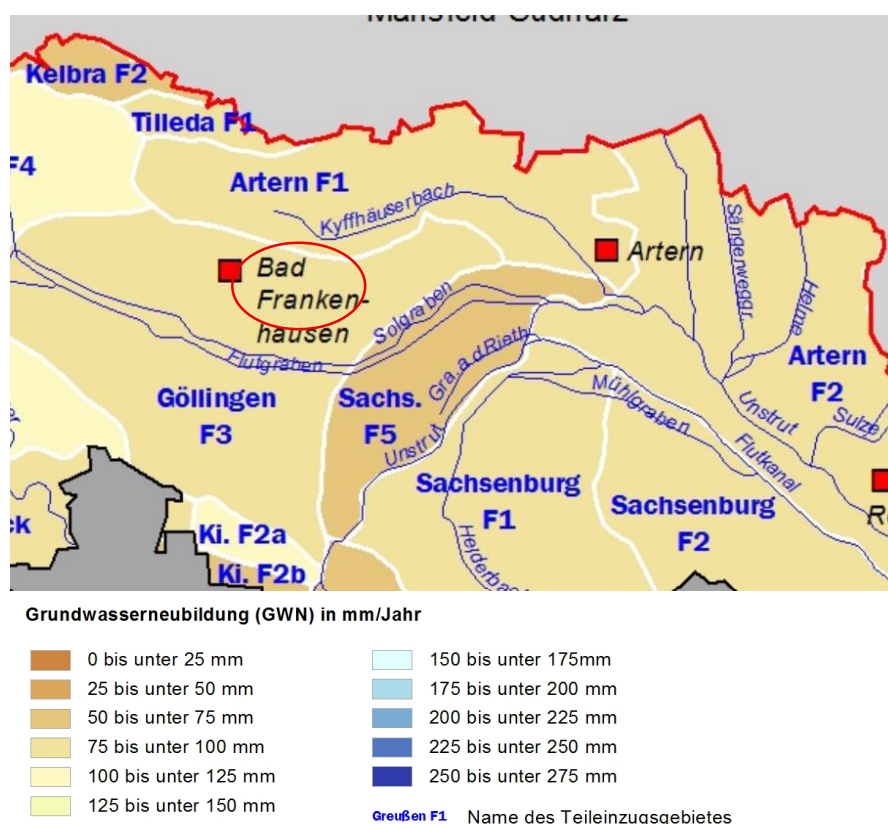 Mansfeld-Südharz
Kelbra F2
Tilleda F1
F4
Artern F1
Kyffhäuserbach
Sängerweggr.
Artern
Bad
Franken-
hausen
Solgraben
Helme
Flutgraben
Gra. a.d.Rieth
Artern
F2
Göllingen
F3
Sachs.
F5
Mühlgraben
Unstrut
Sulze
Unstrut
Flutkanal
Sachsenburg
F1
Sachsenburg
F2
Ki. F2a
Ki. F2b
Grundwasserneubildung (GWN) in mm/Jahr
0 bis unter 25 mm
25 bis unter 50 mm
50 bis unter 75 mm
75 bis unter 100 mm
100 bis unter 125 mm
125 bis unter 150 mm
150 bis unter 175mm
175 bis unter 200 mm
200 bis unter 225 mm
225 bis unter 250 mm
250 bis unter 275 mm
Greußen F1 Name des Teileinzugsgebietes